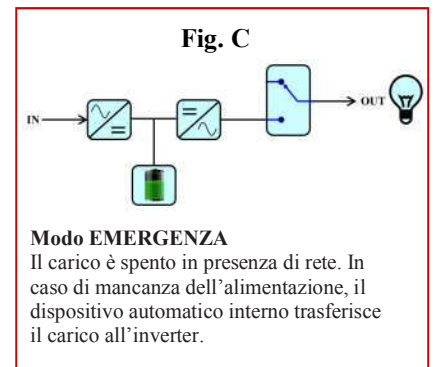 Fig. C
IN
OUT
Modo EMERGENZA
Il carico è spento in presenza di rete. In
caso di mancanza dell'alimentazione, il
dispositivo automatico interno trasferisce
il carico all'inverter.